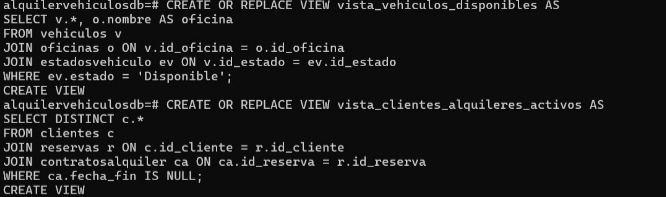 alquilervehiculosdb=# CREATE OR REPLACE VIEW vista_vehiculos_disponibles AS
SELECT v.*, o.nombre AS oficina
FROM vehiculos v
JOIN oficinas o ON v.id_oficina = o.id_oficina
JOIN estadosvehiculo ev ON v.id_estado = ev.id_estado
WHERE ev.estado = 'Disponible';
CREATE VIEW
alquilervehiculosdb=# CREATE OR REPLACE VIEW vista_clientes_alquileres_activos AS
SELECT DISTINCT c.*
FROM clientes c
JOIN reservas r ON c.id_cliente = r.id_cliente
JOIN contratosalquiler ca ON ca.id_reserva = r.id_reserva
WHERE ca.fecha_fin IS NULL;
CREATE VIEW